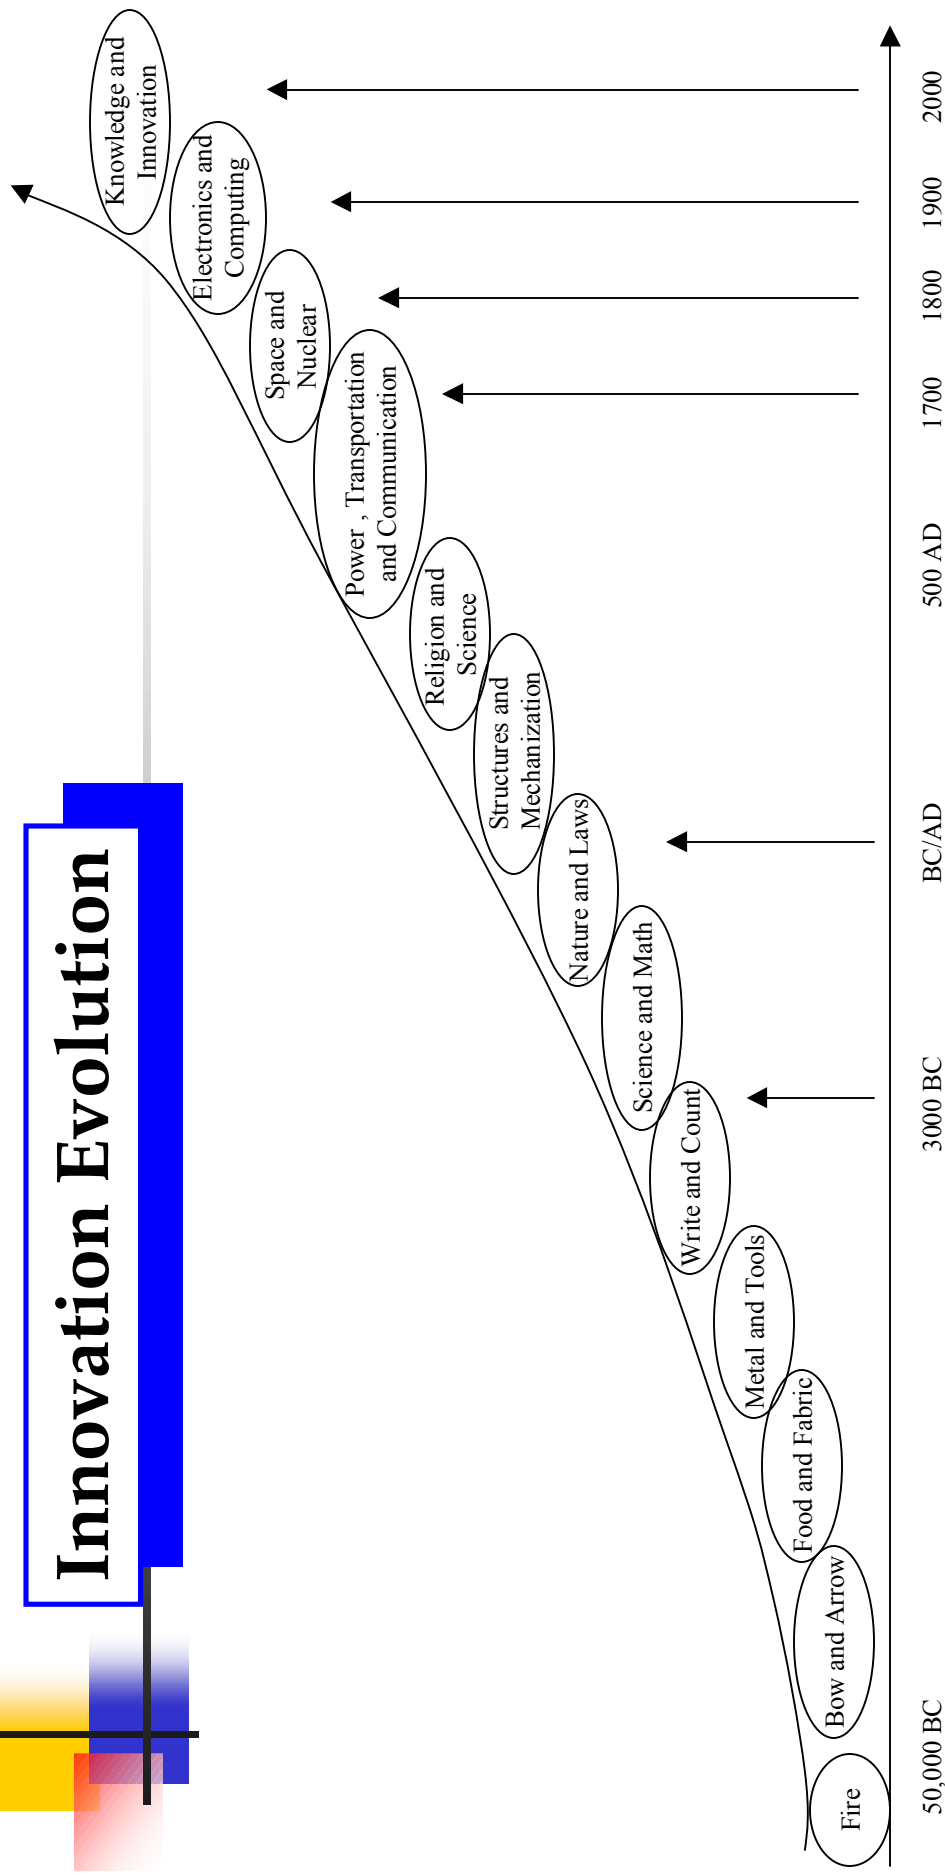 Innovation Evolution
Fire
Bow and Arrow
Food and Fabric
Metal and Tools
Write and Count
Science and Math
Nature and Laws
Structures and
Mechanization
Religion and
Science
Power , Transportation
and Communication
Space and
Nuclear
Electronics and
Computing
Knowledge and
Innovation
50,000 BC
3000 BC
BC/AD
500 AD
1700
1800
1900
2000